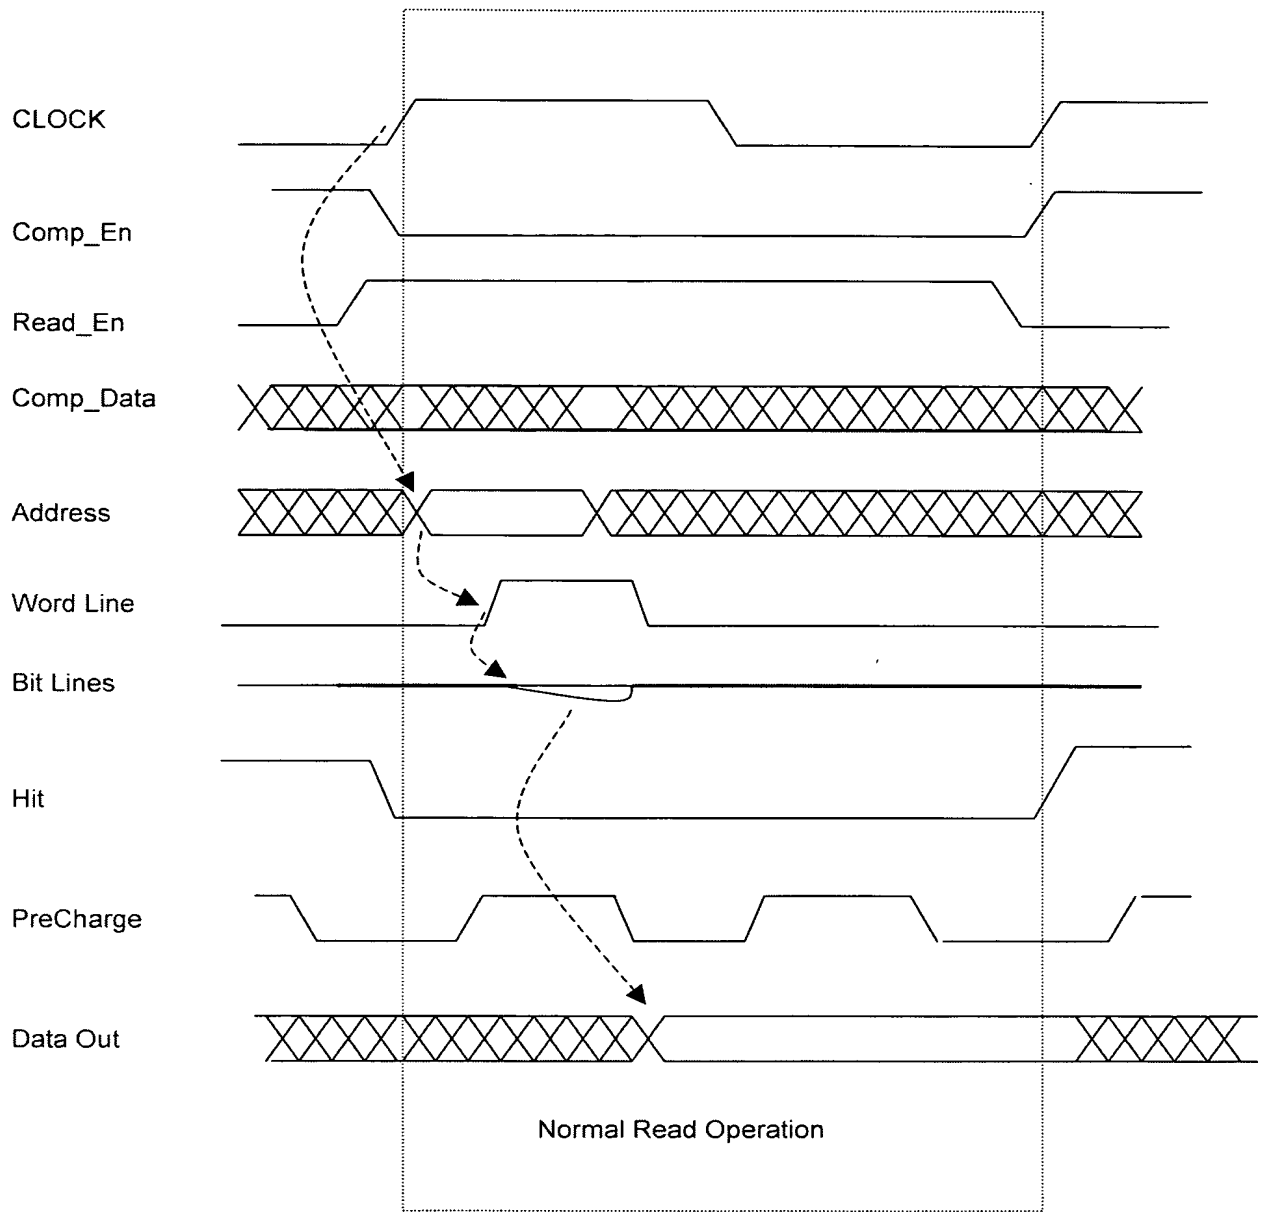 CLOCK
Comp_En
Read_En
Comp_Data
Address
Word Line
Bit Lines
Hit
PreCharge
Data Out
Normal Read Operation